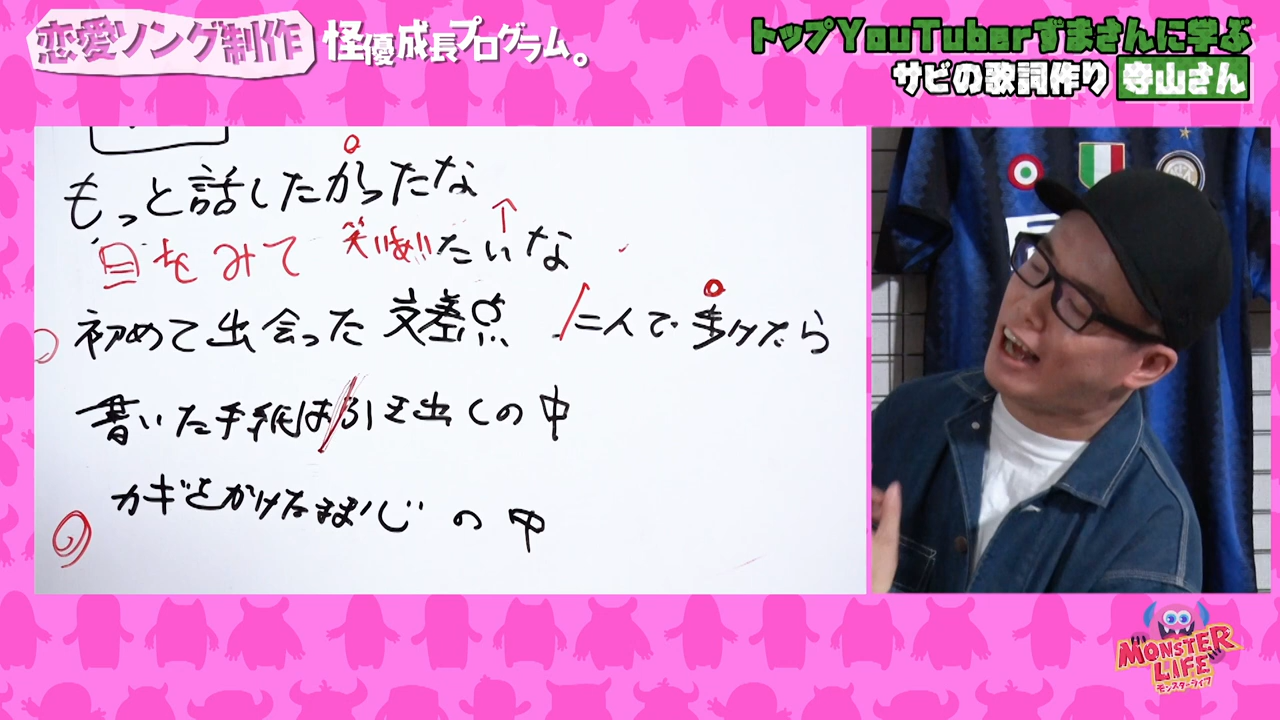 恋愛ソング制作 怪優成長プログラム。
トップYouTuberずまさんに学ぶ
サビの歌詞作り 寺山さん
もっと話したかったな
目をみて 笑いあいたいな
初めて出会った交差点 二人で歩けたら
書いた手紙は引き出しの中
カギをかけたまま心の中
MONSTER
LIFE
モンスターライフ